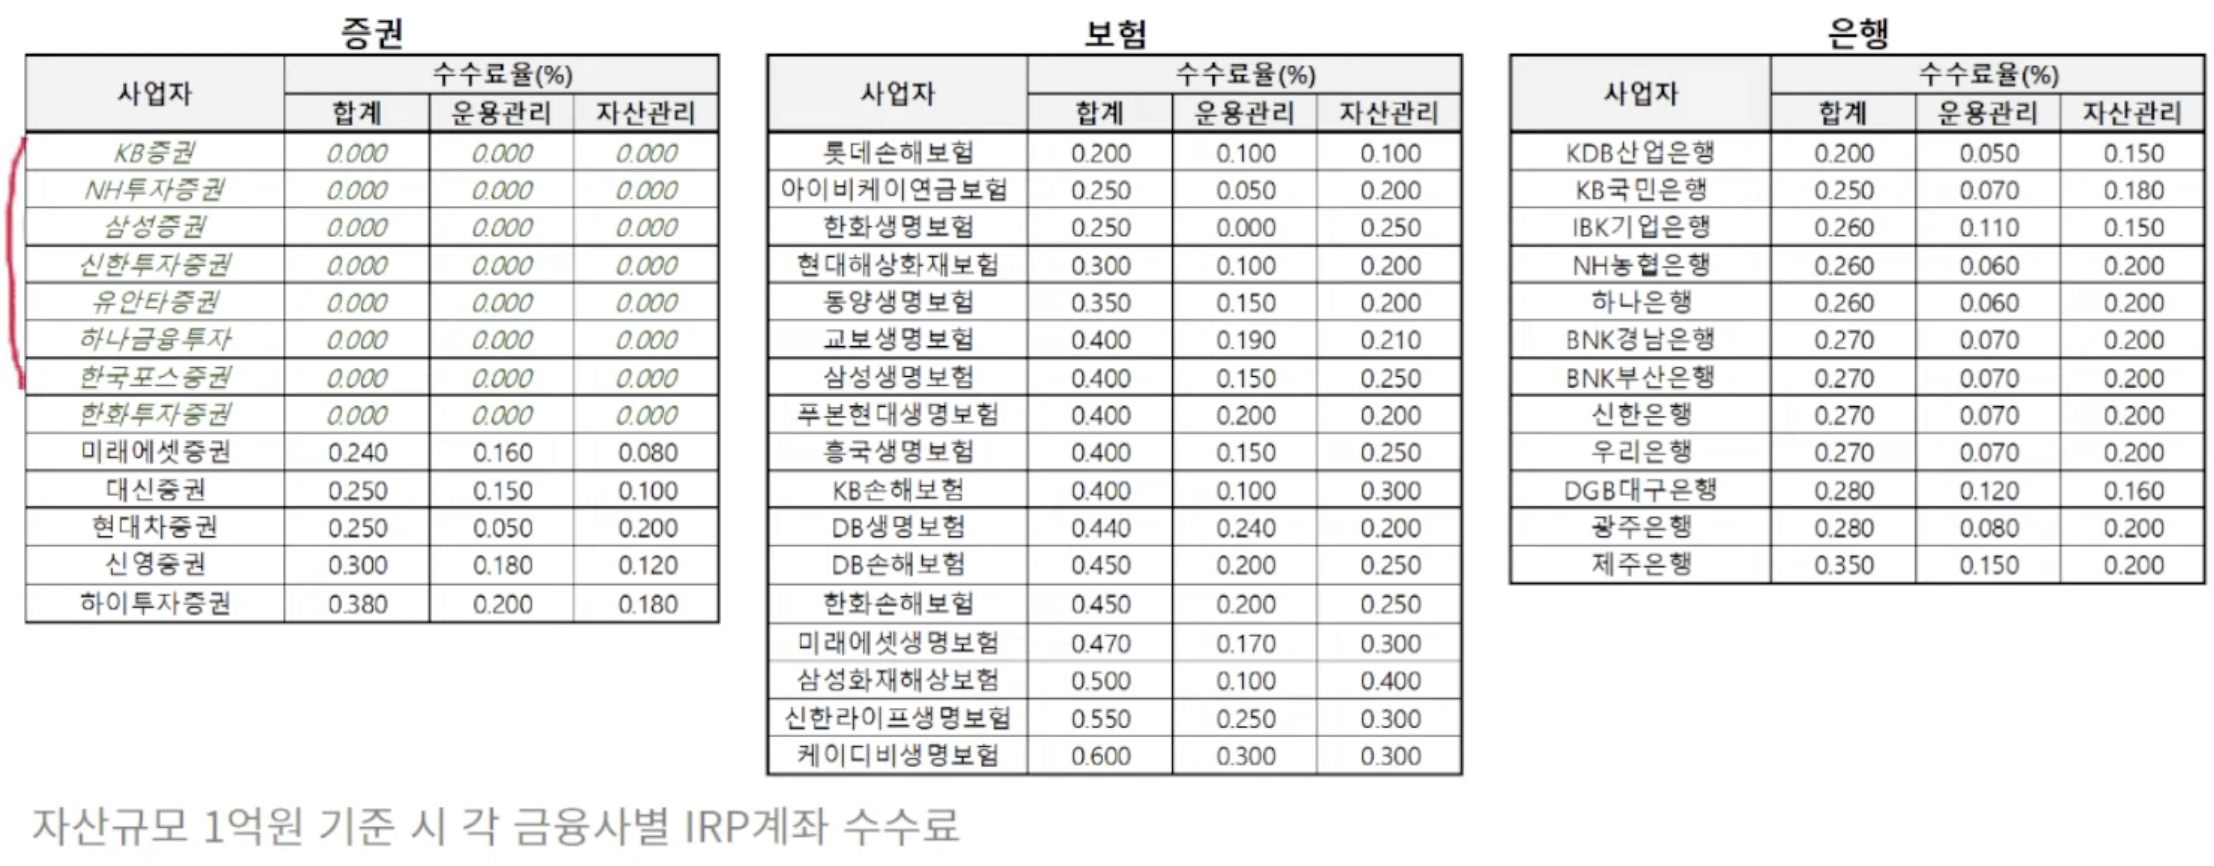 증권
사업자 수수료율(%)
합계 운용관리 자산관리
KB증권 0.000 0.000 0.000
NH투자증권 0.000 0.000 0.000
삼성증권 0.000 0.000 0.000
신한투자증권 0.000 0.000 0.000
유안타증권 0.000 0.000 0.000
하나금융투자 0.000 0.000 0.000
한국포스증권 0.000 0.000 0.000
한화투자증권 0.000 0.000 0.000
미래에셋증권 0.240 0.160 0.080
대신증권 0.250 0.150 0.100
현대차증권 0.250 0.050 0.200
신영증권 0.300 0.180 0.120
하이투자증권 0.380 0.200 0.180
보험
사업자 수수료율(%)
합계 운용관리 자산관리
롯데손해보험 0.200 0.100 0.100
아이비케이연금보험 0.250 0.050 0.200
한화생명보험 0.250 0.000 0.250
현대해상화재보험 0.300 0.100 0.200
동양생명보험 0.350 0.150 0.200
교보생명보험 0.400 0.190 0.210
삼성생명보험 0.400 0.150 0.250
푸본현대생명보험 0.400 0.200 0.200
흥국생명보험 0.400 0.150 0.250
KB손해보험 0.400 0.100 0.300
DB생명보험 0.440 0.240 0.200
DB손해보험 0.450 0.200 0.250
한화손해보험 0.450 0.200 0.250
미래에셋생명보험 0.470 0.170 0.300
삼성화재해상보험 0.500 0.100 0.400
신한라이프생명보험 0.550 0.250 0.300
케이디비생명보험 0.600 0.300 0.300
은행
사업자 수수료율(%)
합계 운용관리 자산관리
KDB산업은행 0.200 0.050 0.150
KB국민은행 0.250 0.070 0.180
IBK기업은행 0.260 0.110 0.150
NH농협은행 0.260 0.060 0.200
하나은행 0.260 0.060 0.200
BNK경남은행 0.270 0.070 0.200
BNK부산은행 0.270 0.070 0.200
신한은행 0.270 0.070 0.200
우리은행 0.270 0.070 0.200
DGB대구은행 0.280 0.120 0.160
광주은행 0.280 0.080 0.200
제주은행 0.350 0.150 0.200
자산규모 1억원 기준 시 각 금융사별 IRP계좌 수수료